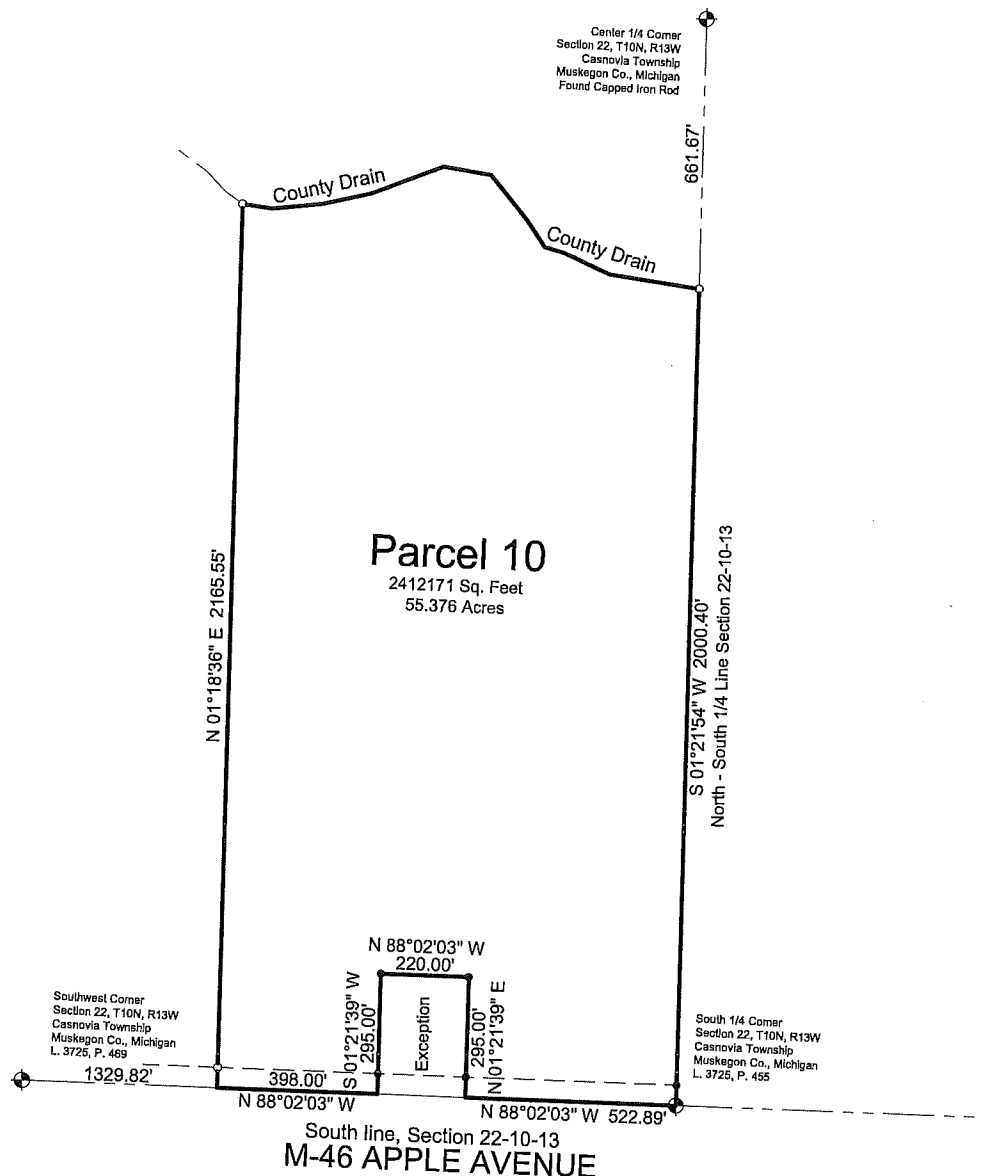 Center 1/4 Corner
Section 22, T10N, R13W
Casnovia Township
Muskegon Co., Michigan
Found Capped Iron Rod
661.67'
County Drain
County Drain
Parcel 10
2412171 Sq. Feet
55.376 Acres
N 01°18'36" E 2165.55'
S 01°21'54" W 2000.40'
North - South 1/4 Line Section 22-10-13
N 88°02'03" W
220.00'
S 01°21'39" W
295.00'
Exception
295.00'
N 01°21'39" E
Southwest Corner
Section 22, T10N, R13W
Casnovia Township
Muskegon Co., Michigan
L. 3725, P. 469
South 1/4 Corner
Section 22, T10N, R13W
Casnovia Township
Muskegon Co., Michigan
L. 3725, P. 455
1329.82'
398.00'
N 88°02'03" W
N 88°02'03" W 522.89'
South line, Section 22-10-13
M-46 APPLE AVENUE